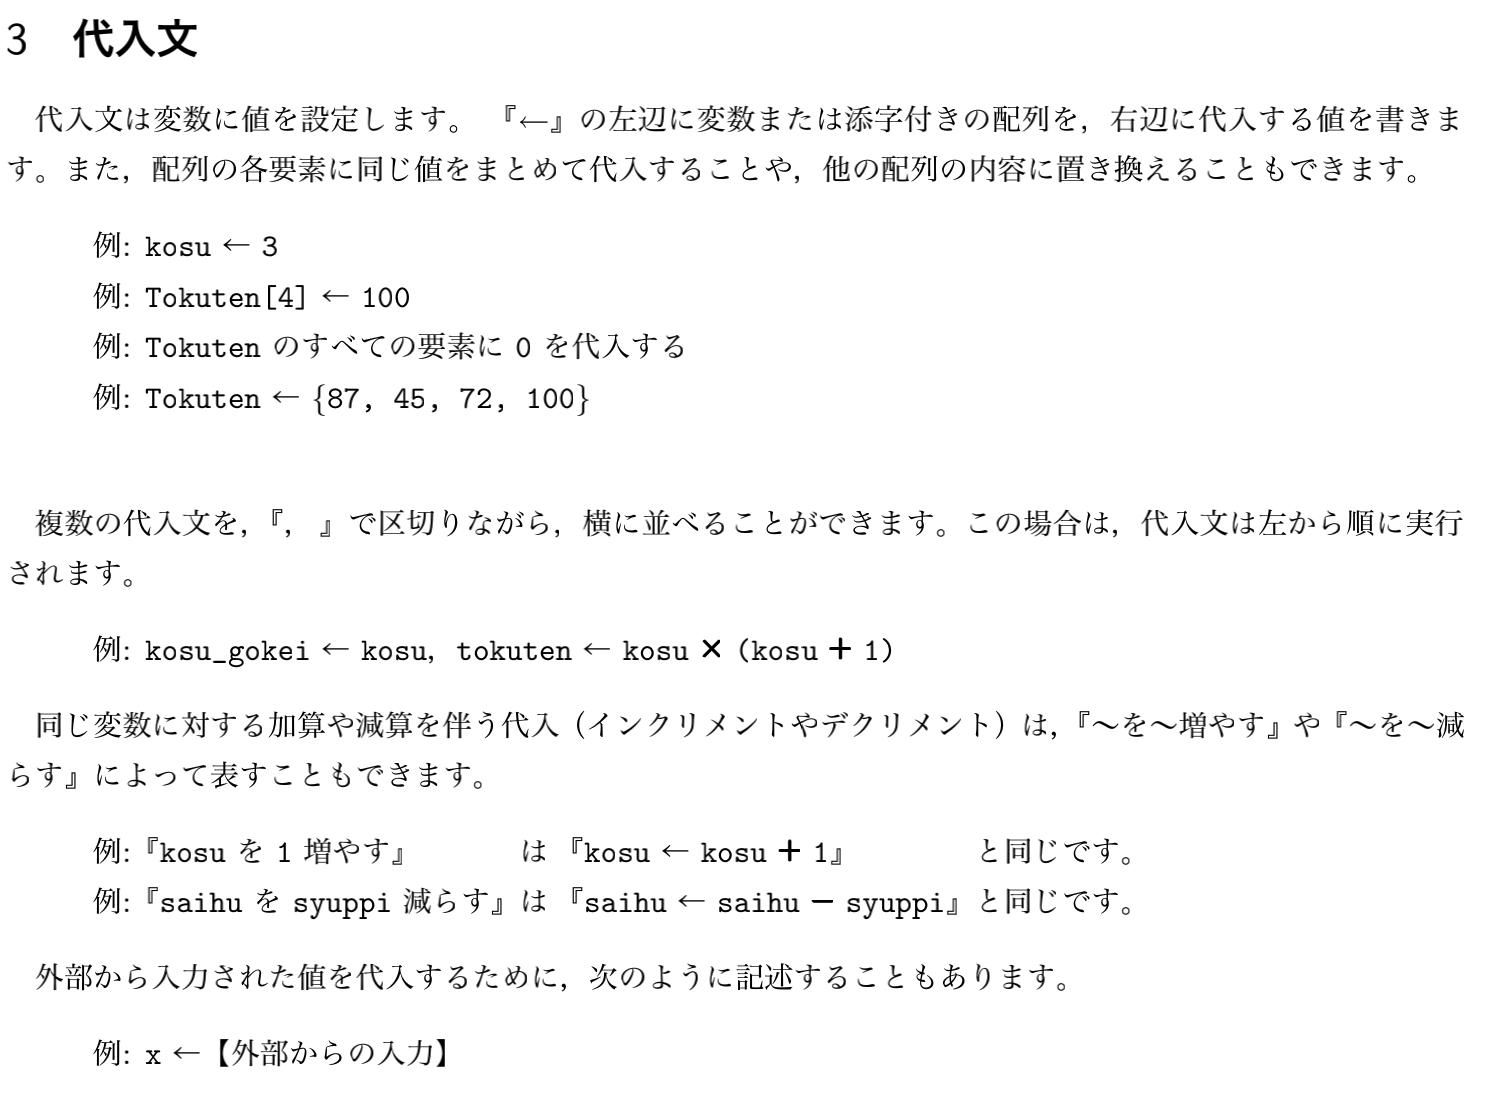 3 代入文
代入文は変数に値を設定します。 『←』の左辺に変数または添字付きの配列を，右辺に代入する値を書きま
す。また，配列の各要素に同じ値をまとめて代入することや，他の配列の内容に置き換えることもできます。
例: kosu ← 3
例: Tokuten[4] ← 100
例: Tokuten のすべての要素に 0 を代入する
例: Tokuten ← {87, 45, 72, 100}
複数の代入文を，『， 』で区切りながら，横に並べることができます。この場合は，代入文は左から順に実行
されます。
例: kosu_gokei ← kosu，tokuten ← kosu × (kosu + 1)
同じ変数に対する加算や減算を伴う代入（インクリメントやデクリメント）は，『〜を〜増やす』や『〜を〜減
らす』によって表すこともできます。
例:『kosu を 1 増やす』 は 『kosu ← kosu + 1』 と同じです。
例:『saihu を syuppi 減らす』は 『saihu ← saihu − syuppi』と同じです。
外部から入力された値を代入するために，次のように記述することもあります。
例: x ←【外部からの入力】